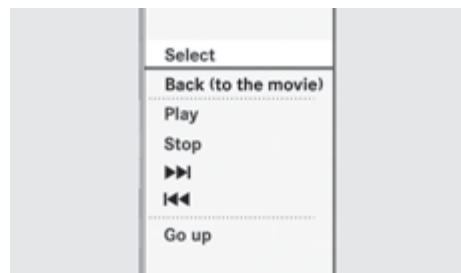 Select
Back (to the movie)
Play
Stop
⏭
⏮
Go up